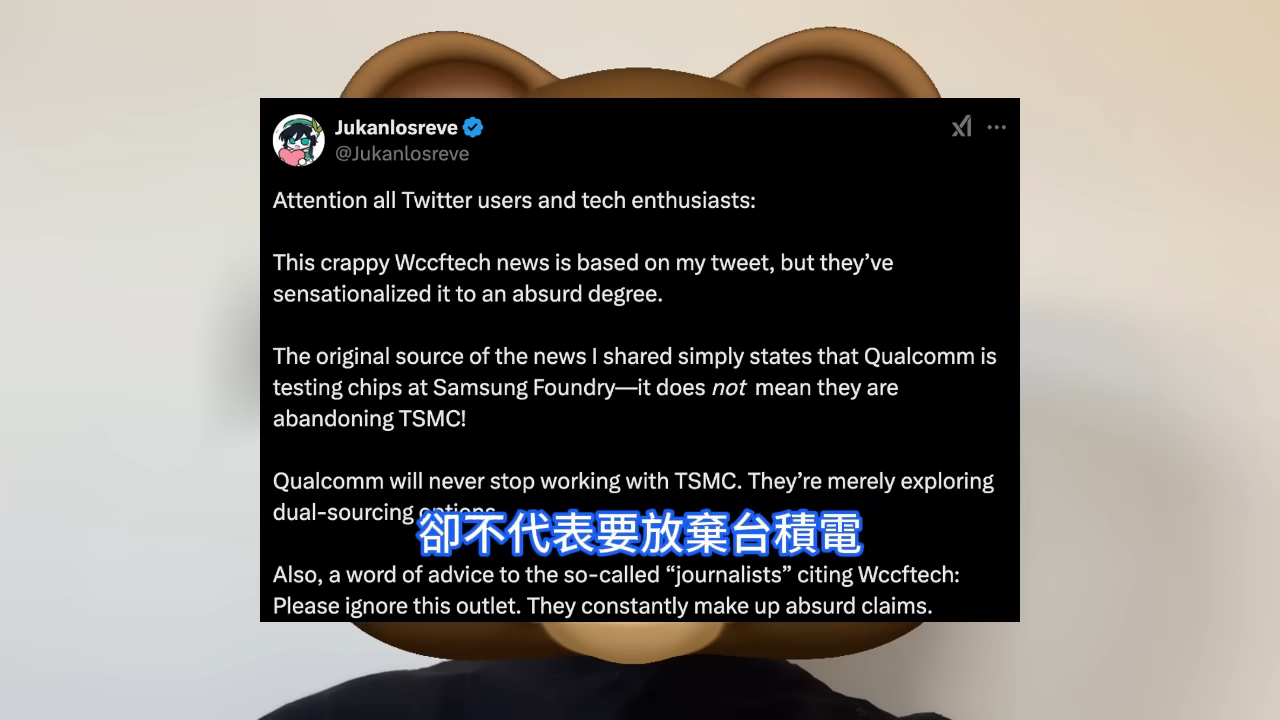 Jukanlosreve
@Jukanlosreve
Attention all Twitter users and tech enthusiasts:
This crappy Wccftech news is based on my tweet, but they’ve
sensationalized it to an absurd degree.
The original source of the news I shared simply states that Qualcomm is
testing chips at Samsung Foundry—it does not mean they are
abandoning TSMC!
Qualcomm will never stop working with TSMC. They’re merely exploring
dual-sourcing options.
卻不代表要放棄台積電
Also, a word of advice to the so-called “journalists” citing Wccftech:
Please ignore this outlet. They constantly make up absurd claims.